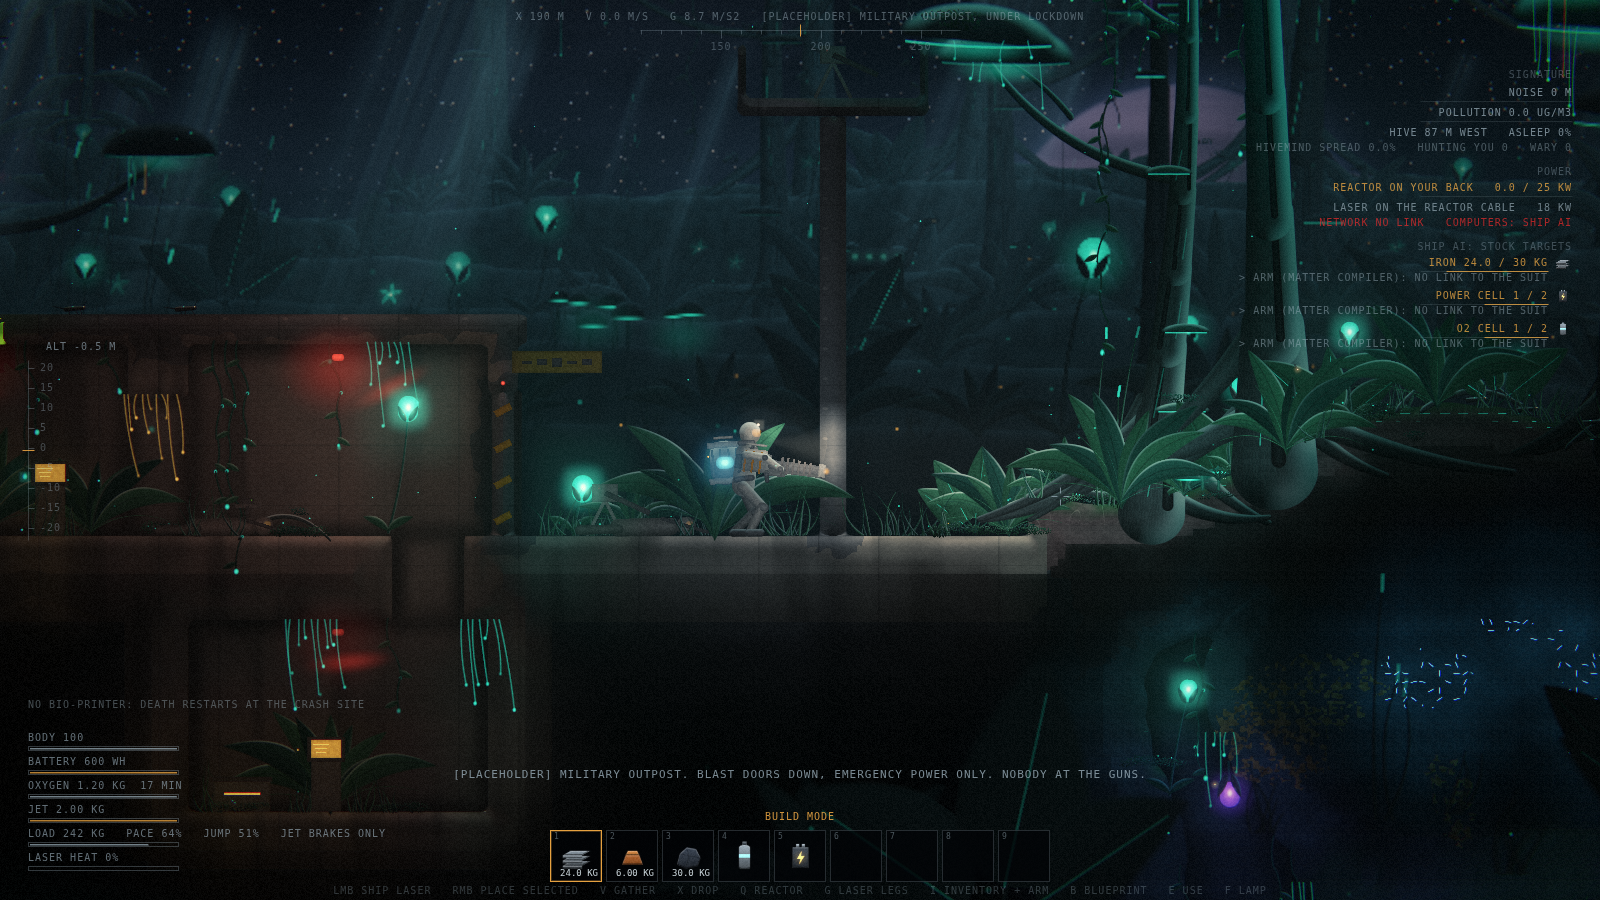 X 190 M   V 0.0 M/S   G 8.7 M/S2   [PLACEHOLDER] MILITARY OUTPOST, UNDER LOCKDOWN
150   200   250
SIGNATURE
NOISE 0 M
POLLUTION 0.0 UG/M3
HIVE 87 M WEST   ASLEEP 0%
HIVEMIND SPREAD 0.0%   HUNTING YOU 0   WARY 0
POWER
REACTOR ON YOUR BACK   0.0 / 25 KW
LASER ON THE REACTOR CABLE   18 KW
NETWORK NO LINK   COMPUTERS: SHIP AI
SHIP AI: STOCK TARGETS
IRON 24.0 / 30 KG
> ARM (MATTER COMPILER): NO LINK TO THE SUIT
POWER CELL 1 / 2
> ARM (MATTER COMPILER): NO LINK TO THE SUIT
O2 CELL 1 / 2
> ARM (MATTER COMPILER): NO LINK TO THE SUIT
ALT -0.5 M
20
15
10
5
0
-10
-15
-20
NO BIO-PRINTER: DEATH RESTARTS AT THE CRASH SITE
BODY 100
BATTERY 600 WH
OXYGEN 1.20 KG   17 MIN
JET 2.00 KG
LOAD 242 KG   PACE 64%   JUMP 51%   JET BRAKES ONLY
LASER HEAT 0%
[PLACEHOLDER] MILITARY OUTPOST. BLAST DOORS DOWN, EMERGENCY POWER ONLY. NOBODY AT THE GUNS.
BUILD MODE
1   2   3   4   5   6   7   8   9
24.0 KG   6.00 KG   30.0 KG
LMB SHIP LASER   RMB PLACE SELECTED   V GATHER   X DROP   Q REACTOR   G LASER LEGS   I INVENTORY + ARM   B BLUEPRINT   E USE   F LAMP